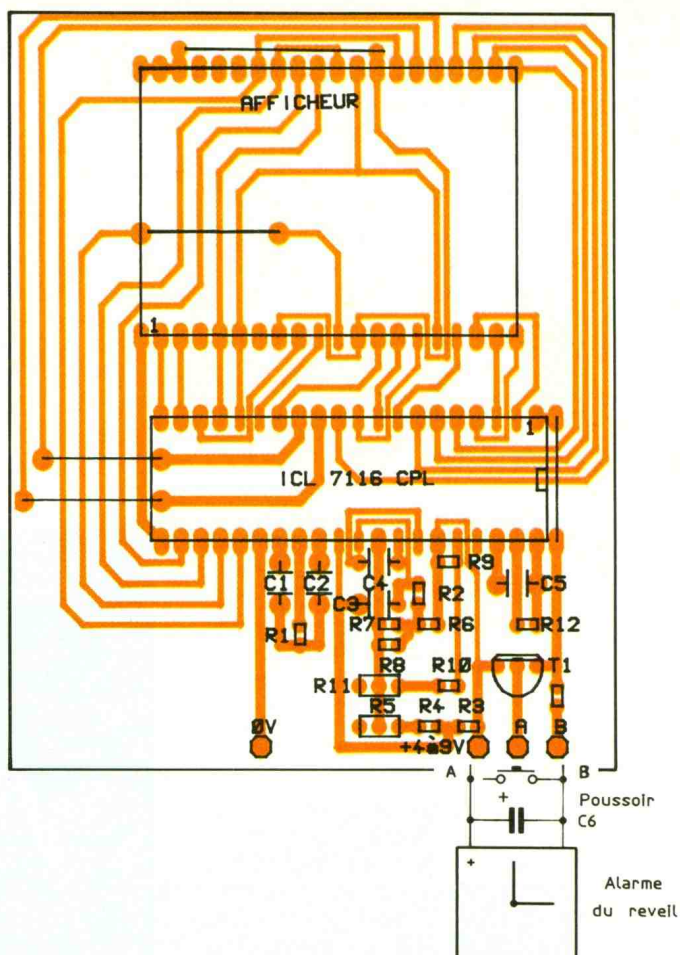 AFFICHEUR
1
1
ICL 7116 CPL
R9
C1 C2 C4 C5
C3 R2
R1 R7 R6 R12
R8 R10 T1
R11
R5 R4 R3
0V +4à9V A B
A B
+ Poussoir
C6
+
Alarme
du reveil